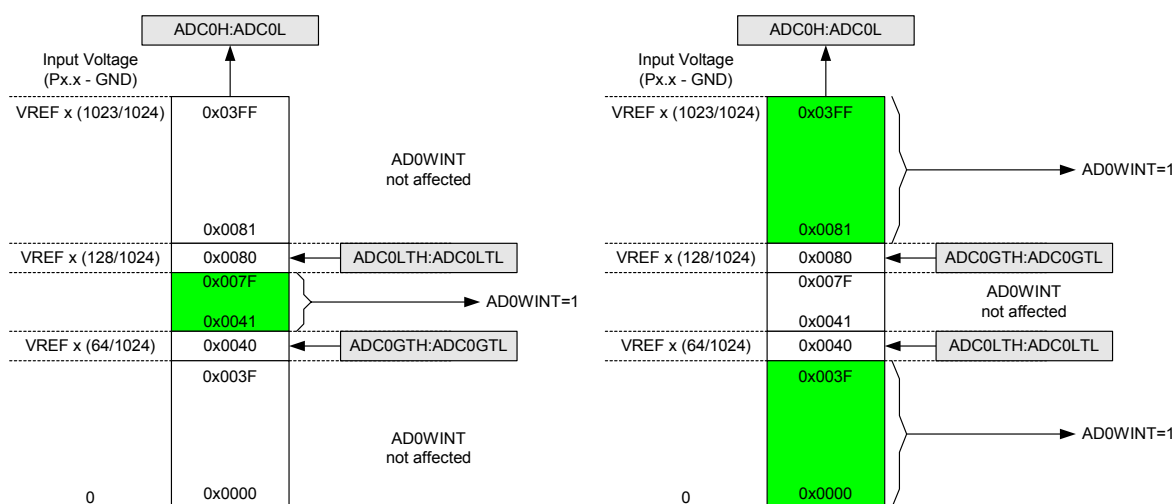 ADC0H:ADC0L
Input Voltage
(Px.x - GND)
VREF x (1023/1024)
0x03FF
AD0WINT
not affected
0x0081
VREF x (128/1024)
0x0080
ADC0LTH:ADC0LTL
0x007F
AD0WINT=1
0x0041
VREF x (64/1024)
0x0040
ADC0GTH:ADC0GTL
0x003F
AD0WINT
not affected
0
0x0000
ADC0H:ADC0L
Input Voltage
(Px.x - GND)
VREF x (1023/1024)
0x03FF
AD0WINT=1
0x0081
VREF x (128/1024)
0x0080
ADC0GTH:ADC0GTL
0x007F
AD0WINT
not affected
0x0041
VREF x (64/1024)
0x0040
ADC0LTH:ADC0LTL
0x003F
AD0WINT=1
0
0x0000